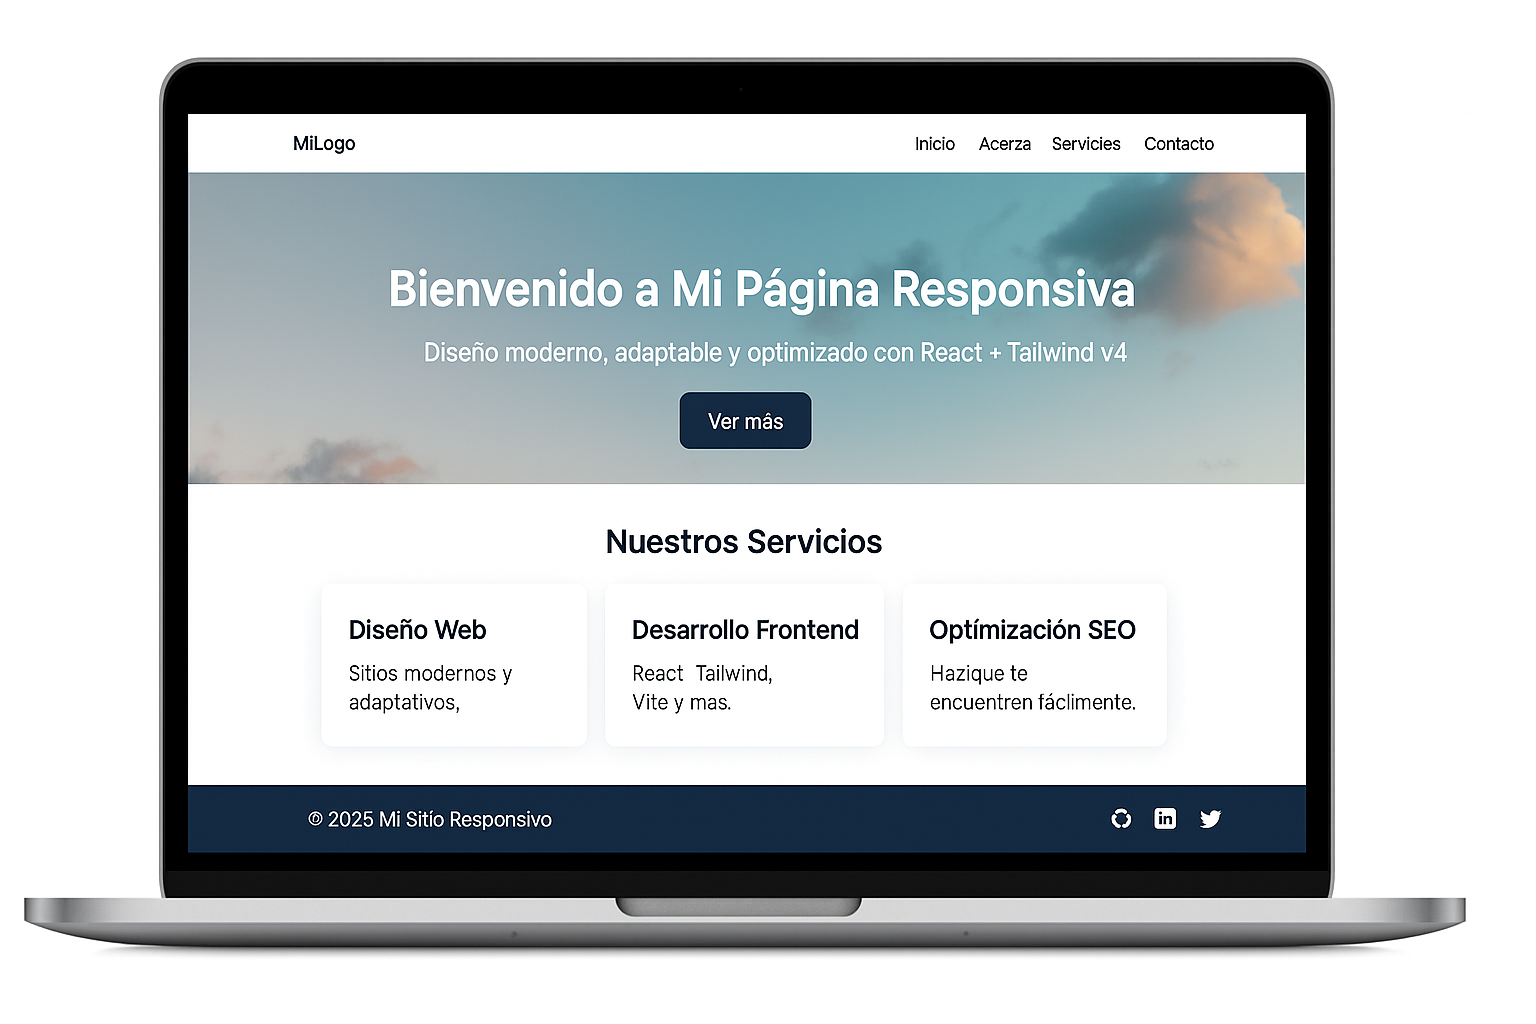 MiLogo
Inicio Acerza Servicies Contacto
Bienvenido a Mi Página Responsiva
Diseño moderno, adaptable y optimizado con React + Tailwind v4
Ver más
Nuestros Servicios
Diseño Web
Sitios modernos y
adaptativos,
Desarrollo Frontend
React Tailwind,
Vite y mas.
Optímización SEO
Hazique te
encuentren fáclimente.
© 2025 Mi Sitío Responsivo
in